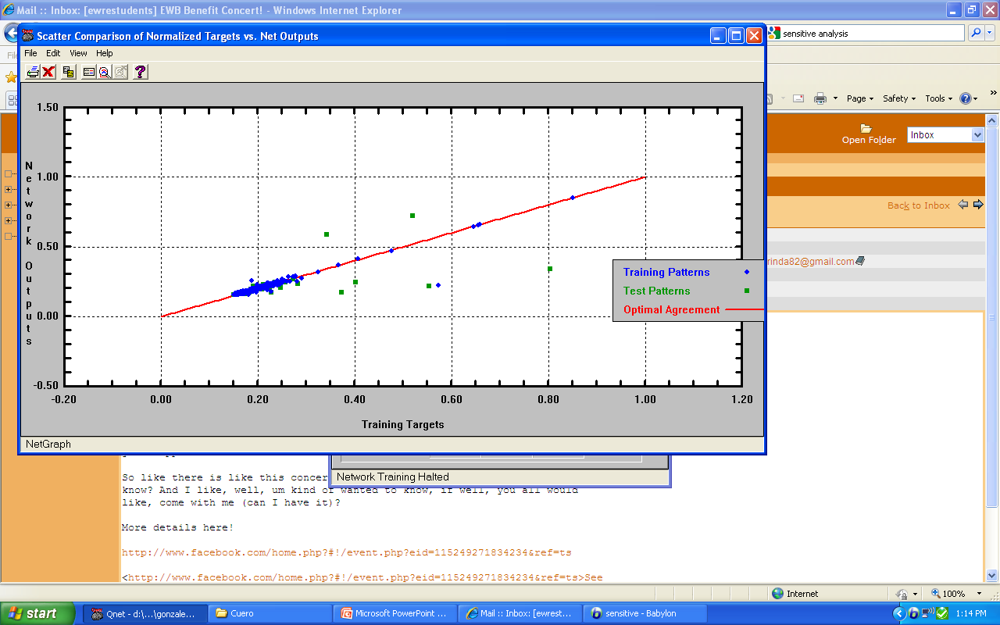 Mail :: Inbox: [ewrestudents] EWB Benefit Concert! - Windows Internet Explorer
Scatter Comparison of Normalized Targets vs. Net Outputs
sensitive analysis
File Edit View Help
Page Safety Tools
Open Folder
Inbox
Back to Inbox
rinda82@gmail.com
1.50
1.00
0.50
0.00
-0.50
Network Outputs
-0.20 0.00 0.20 0.40 0.60 0.80 1.00 1.20
Training Targets
Training Patterns
Test Patterns
Optimal Agreement
NetGraph
Network Training Halted
So like there is like this concer
know? And I like, well, um kind of wanted to know, if well, you all would
like, come with me (can I have it)?
More details here!
http://www.facebook.com/home.php?#!/event.php?eid=115249271834234&ref=ts
<http://www.facebook.com/home.php?#!/event.php?eid=115249271834234&ref=ts>See
Internet
100%
start
Qnet - d:\...\gonzale...
Cuero
Microsoft PowerPoint ...
Mail :: Inbox: [ewrest...
sensitive - Babylon
1:14 PM